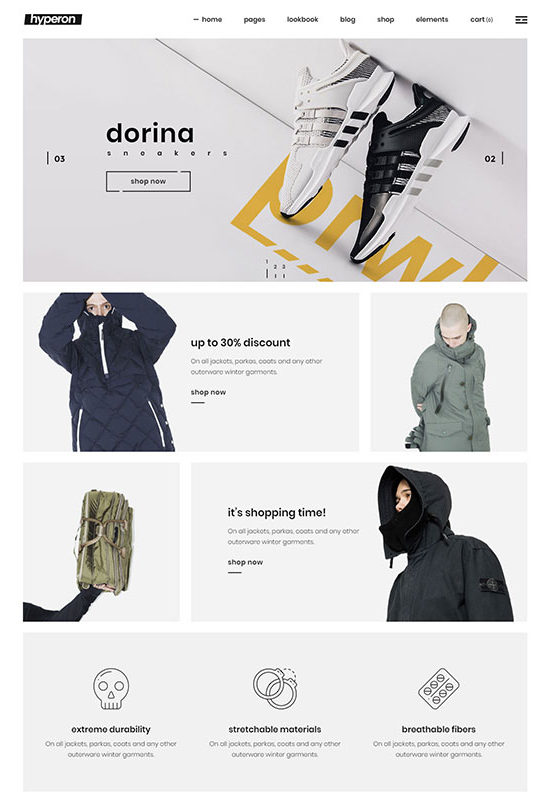 hyperon
home pages lookbook blog shop elements cart (0)
dorina
sneakers
shop now
03
02
1 2 3
up to 30% discount
On all jackets, parkas, coats and any other
outerware winter garments.
shop now
it's shopping time!
On all jackets, parkas, coats and any other
outerware winter garments.
shop now
extreme durability
On all jackets, parkas, coats and any other
outerware winter garments.
stretchable materials
On all jackets, parkas, coats and any other
outerware winter garments.
breathable fibers
On all jackets, parkas, coats and any other
outerware winter garments.